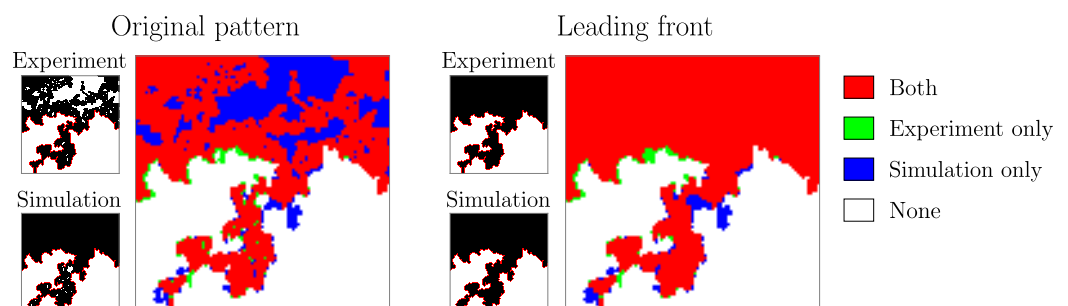 Original pattern
Leading front
Experiment
Experiment
Simulation
Simulation
Both
Experiment only
Simulation only
None